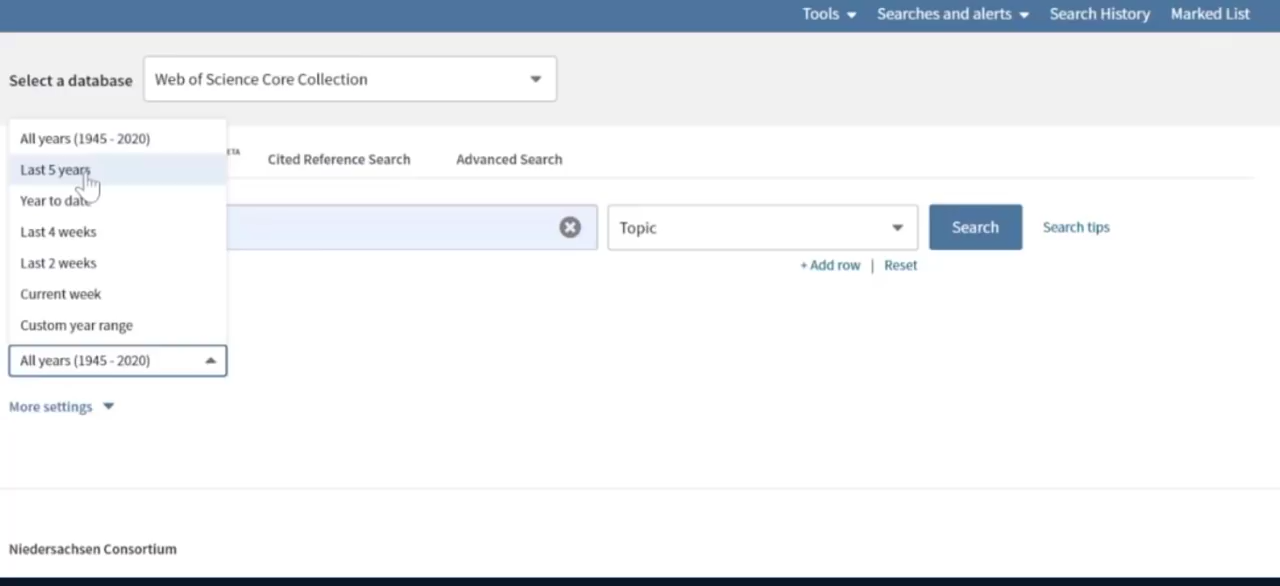 Tools Searches and alerts Search History Marked List
Select a database Web of Science Core Collection
All years (1945 - 2020)
Cited Reference Search Advanced Search
Last 5 years
Year to date
Last 4 weeks
Last 2 weeks
Current week
Custom year range
All years (1945 - 2020)
Topic Search Search tips
+ Add row | Reset
More settings
Niedersachsen Consortium